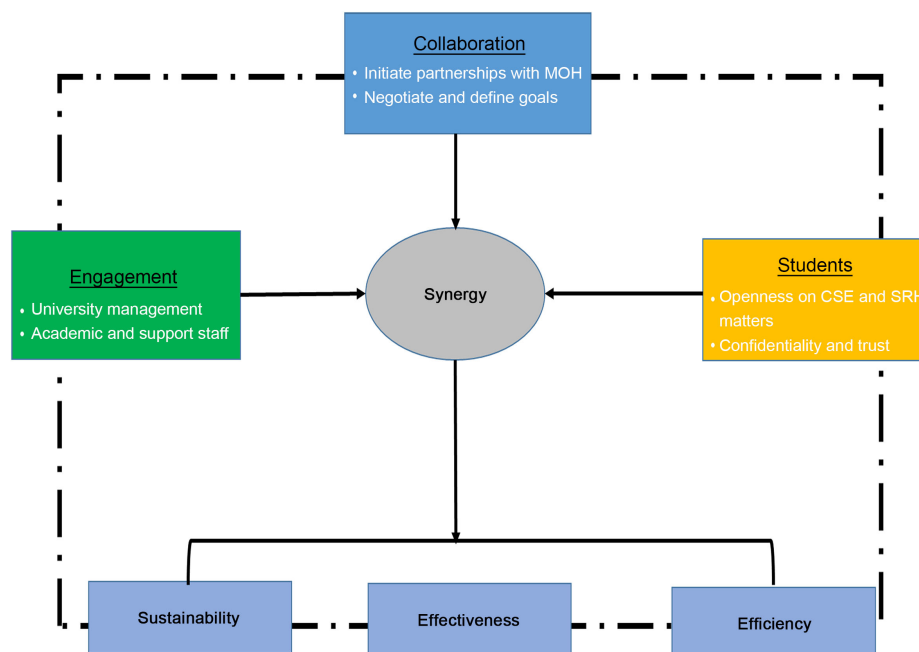 Collaboration
• Initiate partnerships with MOH
• Negotiate and define goals
Engagement
• University management
• Academic and support staff
Synergy
Students
• Openness on CSE and SRH
matters
• Confidentiality and trust
Sustainability
Effectiveness
Efficiency